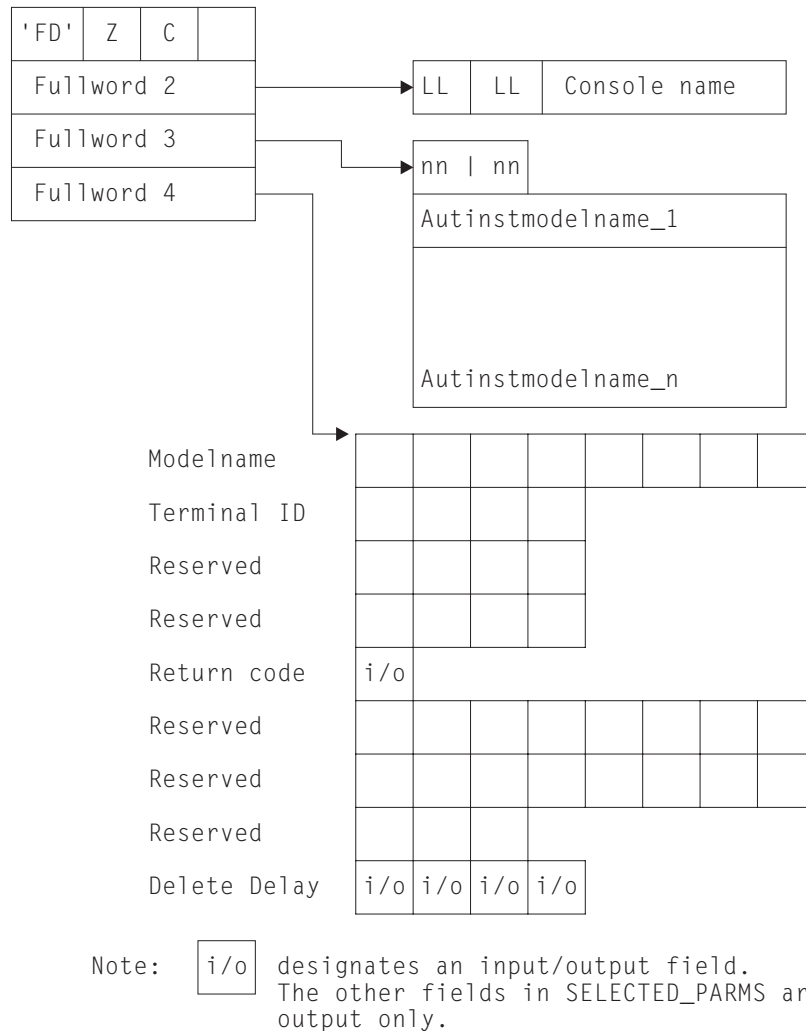 'FD' Z C
Fullword 2
LL LL Console name
Fullword 3
nn | nn
Fullword 4
Autinstmodelname_1
Autinstmodelname_n
Modelname
Terminal ID
Reserved
Reserved
Return code i/o
Reserved
Reserved
Reserved
Delete Delay i/o i/o i/o i/o
Note: i/o designates an input/output field.
The other fields in SELECTED_PARMS
output only.